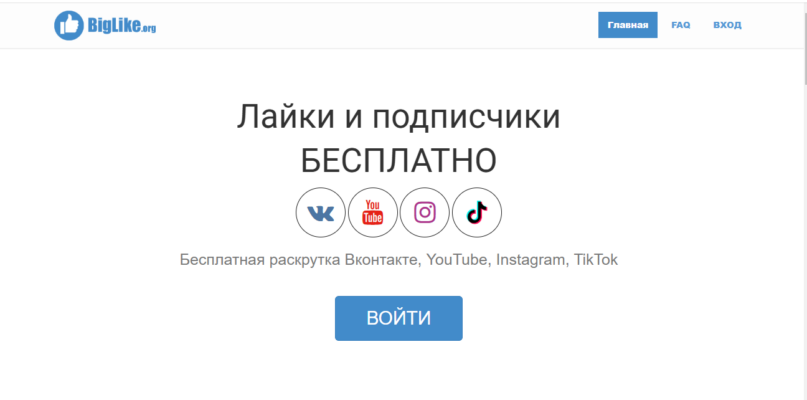 BigLike.org
Главная
FAQ
ВХОД
Лайки и подписчики
БЕСПЛАТНО
You
Tube
Бесплатная раскрутка Вконтакте, YouTube, Instagram, TikTok
ВОЙТИ